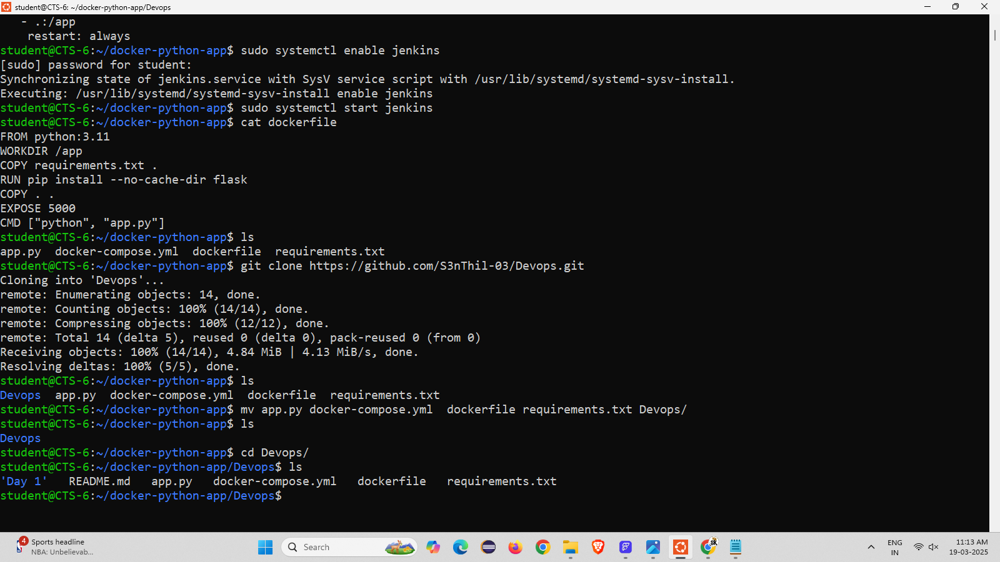 student@CTS-6: ~/docker-python-app/Devops
- .:/app
restart: always
student@CTS-6:~/docker-python-app$ sudo systemctl enable jenkins
[sudo] password for student:
Synchronizing state of jenkins.service with SysV service script with /usr/lib/systemd/systemd-sysv-install.
Executing: /usr/lib/systemd/systemd-sysv-install enable jenkins
student@CTS-6:~/docker-python-app$ sudo systemctl start jenkins
student@CTS-6:~/docker-python-app$ cat dockerfile
FROM python:3.11
WORKDIR /app
COPY requirements.txt .
RUN pip install --no-cache-dir flask
COPY . .
EXPOSE 5000
CMD ["python", "app.py"]
student@CTS-6:~/docker-python-app$ ls
app.py  docker-compose.yml  dockerfile  requirements.txt
student@CTS-6:~/docker-python-app$ git clone https://github.com/S3nThil-03/Devops.git
Cloning into 'Devops'...
remote: Enumerating objects: 14, done.
remote: Counting objects: 100% (14/14), done.
remote: Compressing objects: 100% (12/12), done.
remote: Total 14 (delta 5), reused 0 (delta 0), pack-reused 0 (from 0)
Receiving objects: 100% (14/14), 4.84 MiB | 4.13 MiB/s, done.
Resolving deltas: 100% (5/5), done.
student@CTS-6:~/docker-python-app$ ls
Devops  app.py  docker-compose.yml  dockerfile  requirements.txt
student@CTS-6:~/docker-python-app$ mv app.py docker-compose.yml  dockerfile requirements.txt Devops/
student@CTS-6:~/docker-python-app$ ls
Devops
student@CTS-6:~/docker-python-app$ cd Devops/
student@CTS-6:~/docker-python-app/Devops$ ls
'Day 1'   README.md   app.py   docker-compose.yml   dockerfile   requirements.txt
student@CTS-6:~/docker-python-app/Devops$
4
Sports headline
NBA: Unbelievab...
Search
SK
ENG
IN
11:13 AM
19-03-2025